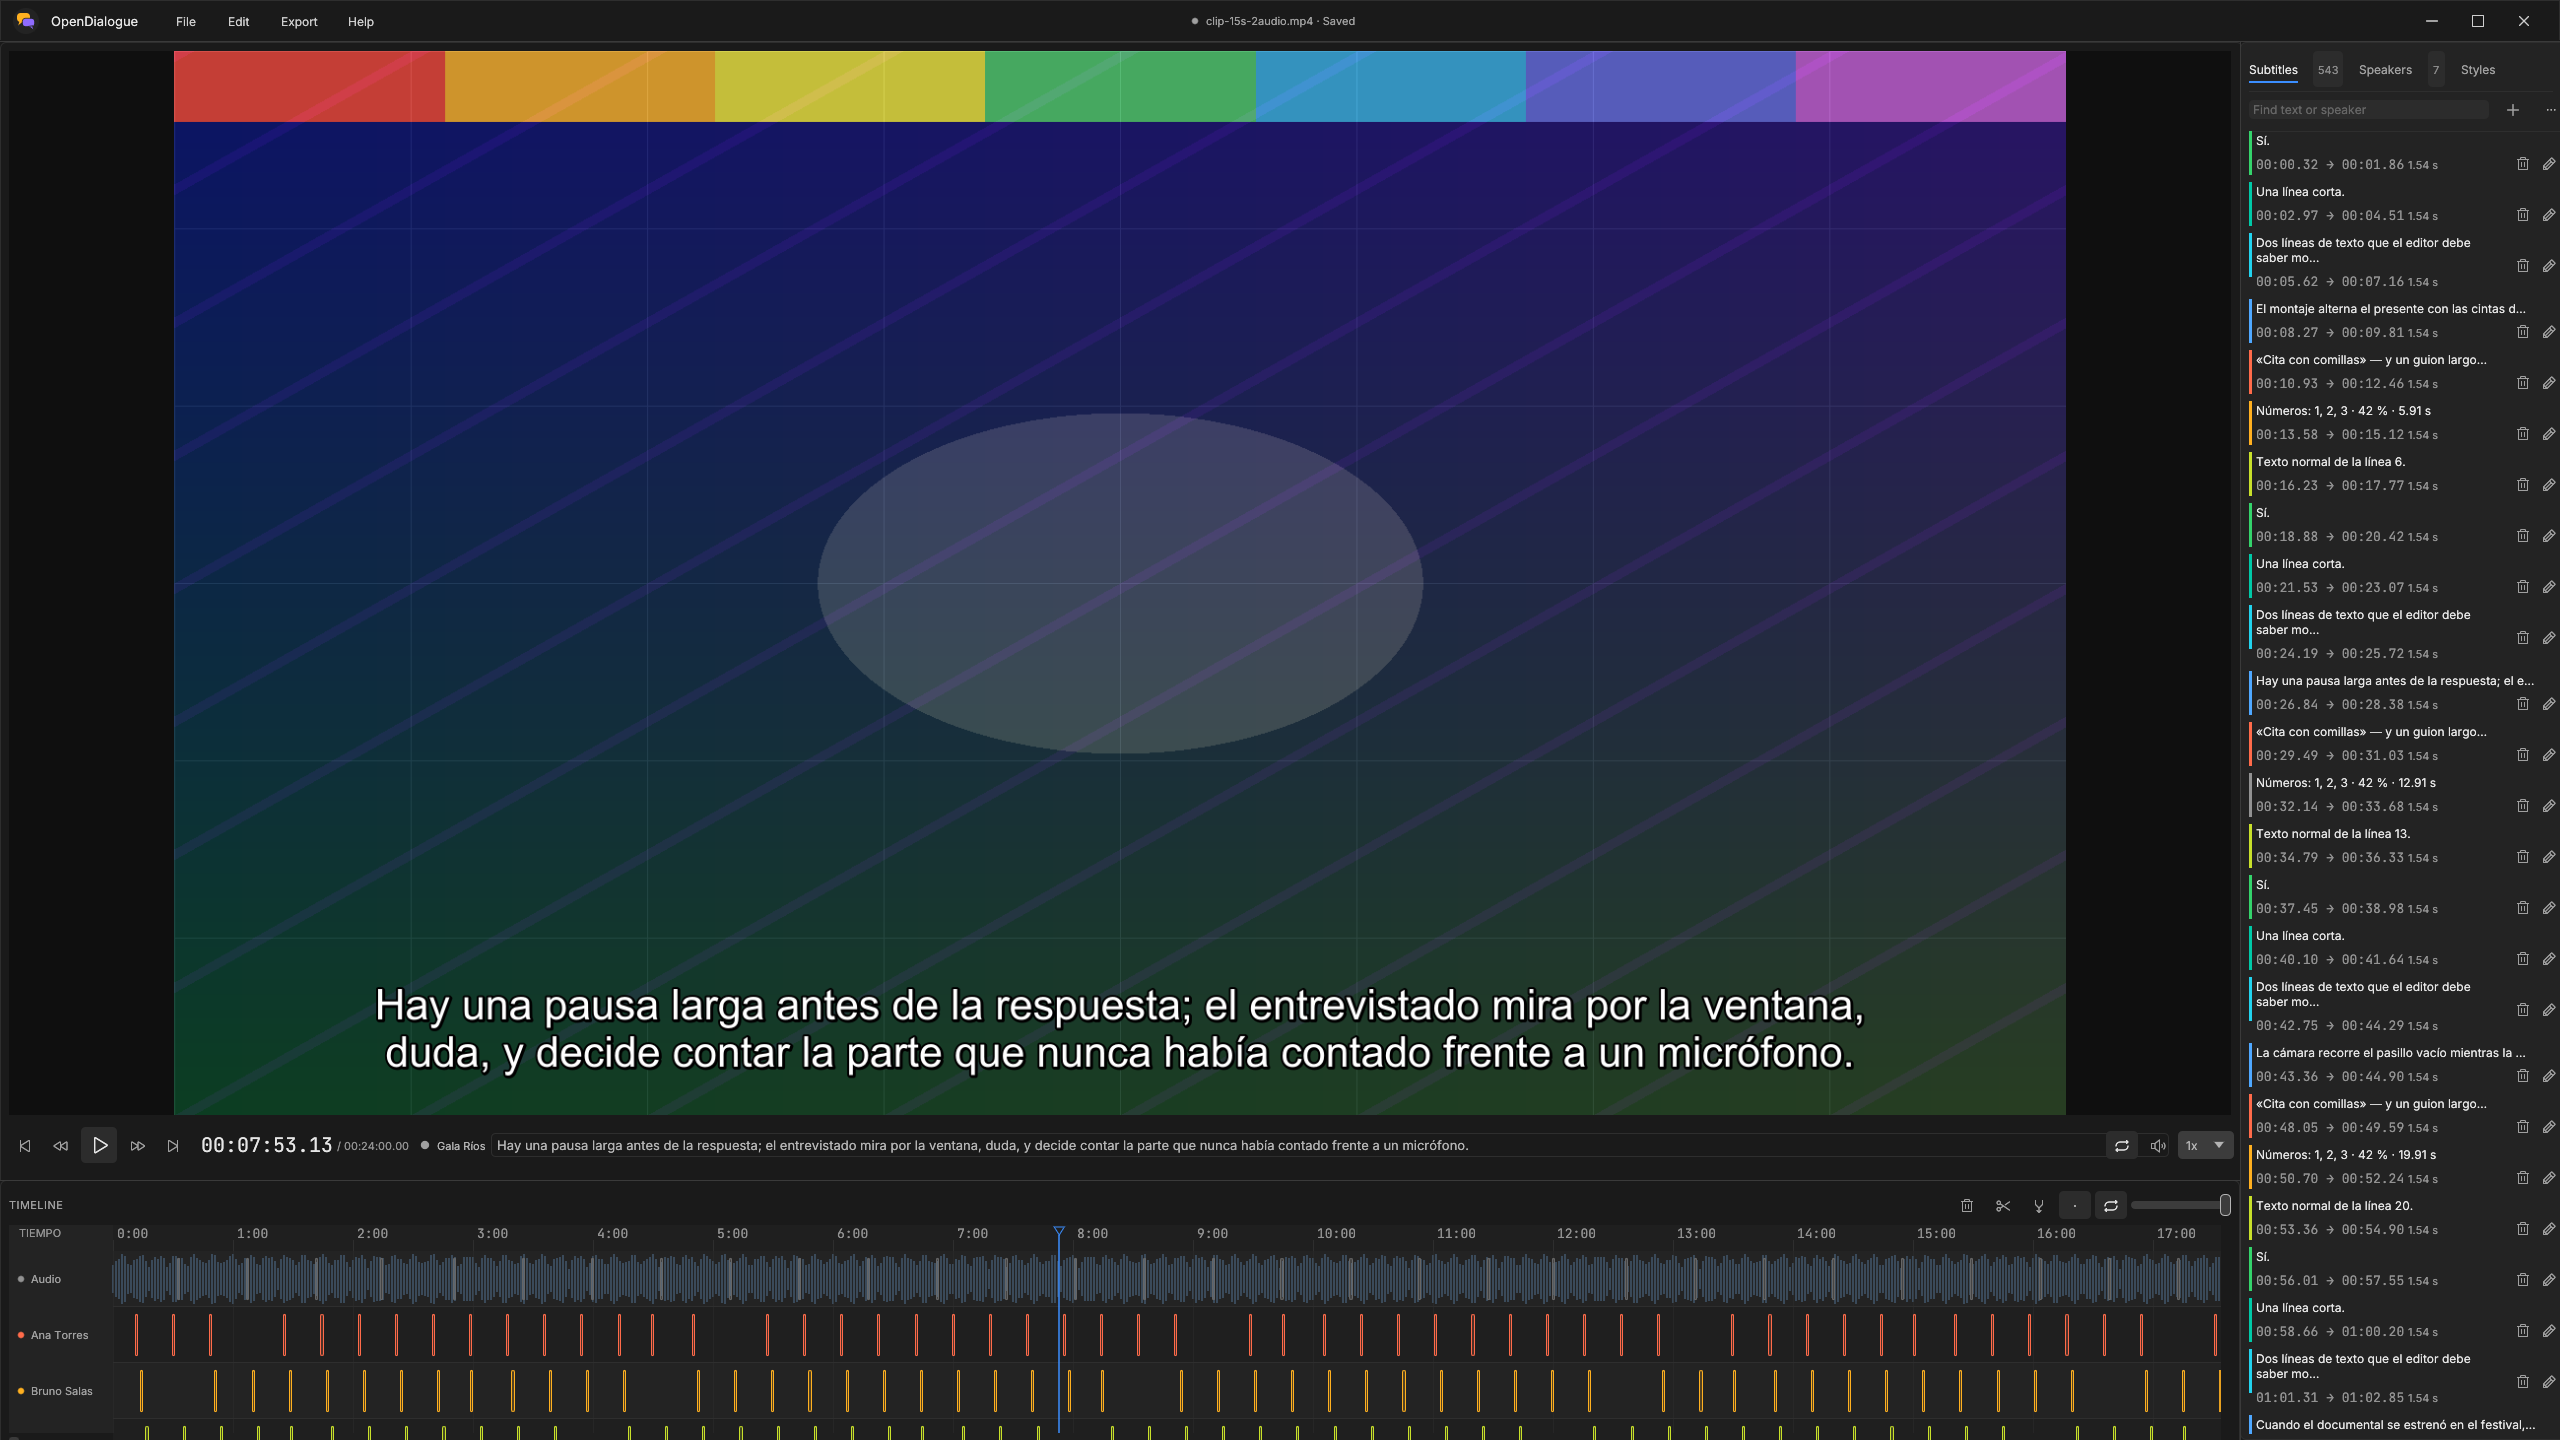 OpenDialogue File Edit Export Help
clip-15s-2audio.mp4 · Saved
Subtitles 543 Speakers 7 Styles
Find text or speaker
Sí.
00:00.32 → 00:01.86 1.54 s
Una línea corta.
00:02.97 → 00:04.51 1.54 s
Dos líneas de texto que el editor debe
saber mo...
00:05.62 → 00:07.16 1.54 s
El montaje alterna el presente con las cintas d...
00:08.27 → 00:09.81 1.54 s
«Cita con comillas» — y un guion largo...
00:10.93 → 00:12.46 1.54 s
Números: 1, 2, 3 · 42 % · 5.91 s
00:13.58 → 00:15.12 1.54 s
Texto normal de la línea 6.
00:16.23 → 00:17.77 1.54 s
Sí.
00:18.88 → 00:20.42 1.54 s
Una línea corta.
00:21.53 → 00:23.07 1.54 s
Dos líneas de texto que el editor debe
saber mo...
00:24.19 → 00:25.72 1.54 s
Hay una pausa larga antes de la respuesta; el e...
00:26.84 → 00:28.38 1.54 s
«Cita con comillas» — y un guion largo...
00:29.49 → 00:31.03 1.54 s
Números: 1, 2, 3 · 42 % · 12.91 s
00:32.14 → 00:33.68 1.54 s
Texto normal de la línea 13.
00:34.79 → 00:36.33 1.54 s
Sí.
00:37.45 → 00:38.98 1.54 s
Una línea corta.
00:40.10 → 00:41.64 1.54 s
Dos líneas de texto que el editor debe
saber mo...
00:42.75 → 00:44.29 1.54 s
La cámara recorre el pasillo vacío mientras la ...
00:43.36 → 00:44.90 1.54 s
«Cita con comillas» — y un guion largo...
00:48.05 → 00:49.59 1.54 s
Números: 1, 2, 3 · 42 % · 19.91 s
00:50.70 → 00:52.24 1.54 s
Texto normal de la línea 20.
00:53.36 → 00:54.90 1.54 s
Sí.
00:56.01 → 00:57.55 1.54 s
Una línea corta.
00:58.66 → 01:00.20 1.54 s
Dos líneas de texto que el editor debe
saber mo...
01:01.31 → 01:02.85 1.54 s
Cuando el documental se estrenó en el festival,...
Hay una pausa larga antes de la respuesta; el entrevistado mira por la ventana,
duda, y decide contar la parte que nunca había contado frente a un micrófono.
00:07:53.13 / 00:24:00.00 Gala Ríos Hay una pausa larga antes de la respuesta; el entrevistado mira por la ventana, duda, y decide contar la parte que nunca había contado frente a un micrófono. 1x
TIMELINE
TIEMPO 0:00 1:00 2:00 3:00 4:00 5:00 6:00 7:00 8:00 9:00 10:00 11:00 12:00 13:00 14:00 15:00 16:00 17:00
Audio
Ana Torres
Bruno Salas